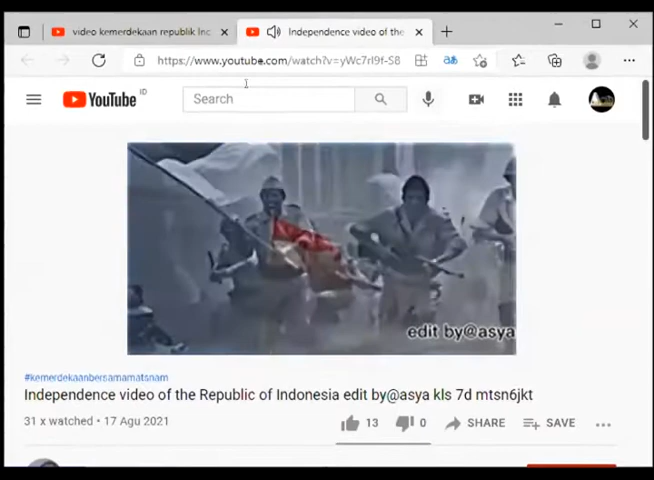 video kemerdekaan republik Inc
Independence video of the
https://www.youtube.com/watch?v=yWc7rI9f-S8
YouTube ID
Search
edit by@asya
#kemerdekaanbersamamatsnam
Independence video of the Republic of Indonesia edit by@asya kls 7d mtsn6jkt
31 x watched • 17 Agu 2021
13
0
SHARE
SAVE